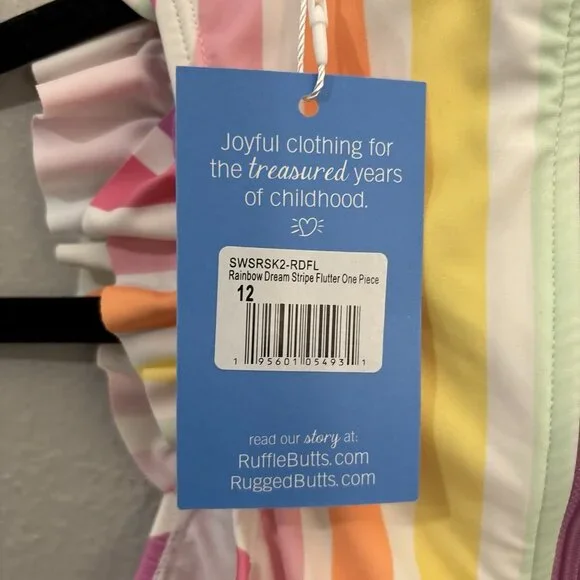 Joyful clothing for
the treasured years
of childhood.
SWSRSK2-RDFL
Rainbow Dream Stripe Flutter One Piece
12
1 95601 05493 1
read our story at:
RuffleButts.com
RuggedButts.com